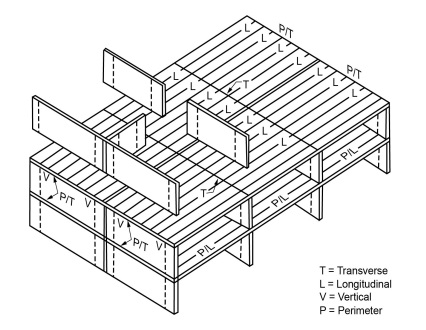 P/T
L
L
L
L
P/T
L
L
L
L
L
L
L
T
L
L
L
L
L
L
P/L
T
P/L
V
V
P/T
V
V
P/T
P/L
T = Transverse
L = Longitudinal
V = Vertical
P = Perimeter